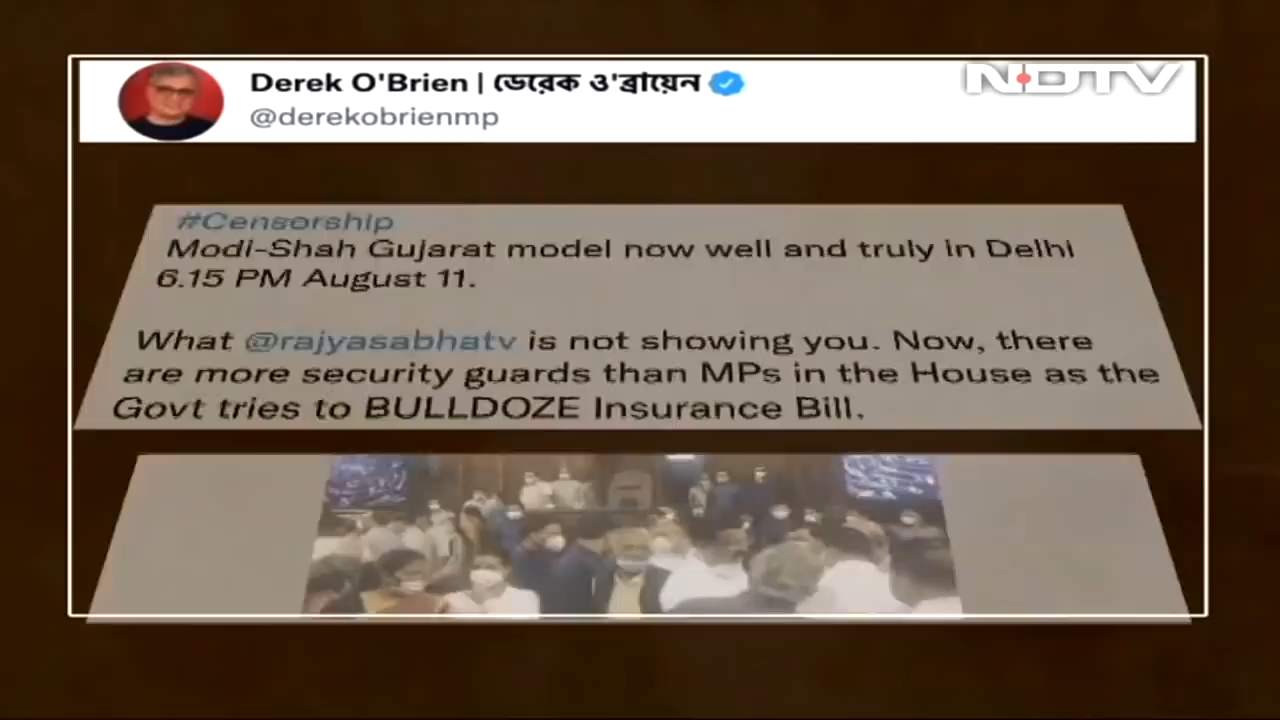 Derek O'Brien | ডেরেক ও'ব্রায়েন
NDTV
@derekobrienmp
#Censorship
Modi-Shah Gujarat model now well and truly in Delhi
6.15 PM August 11.
What @rajyasabhatv is not showing you. Now, there
are more security guards than MPs in the House as the
Govt tries to BULLDOZE Insurance Bill.